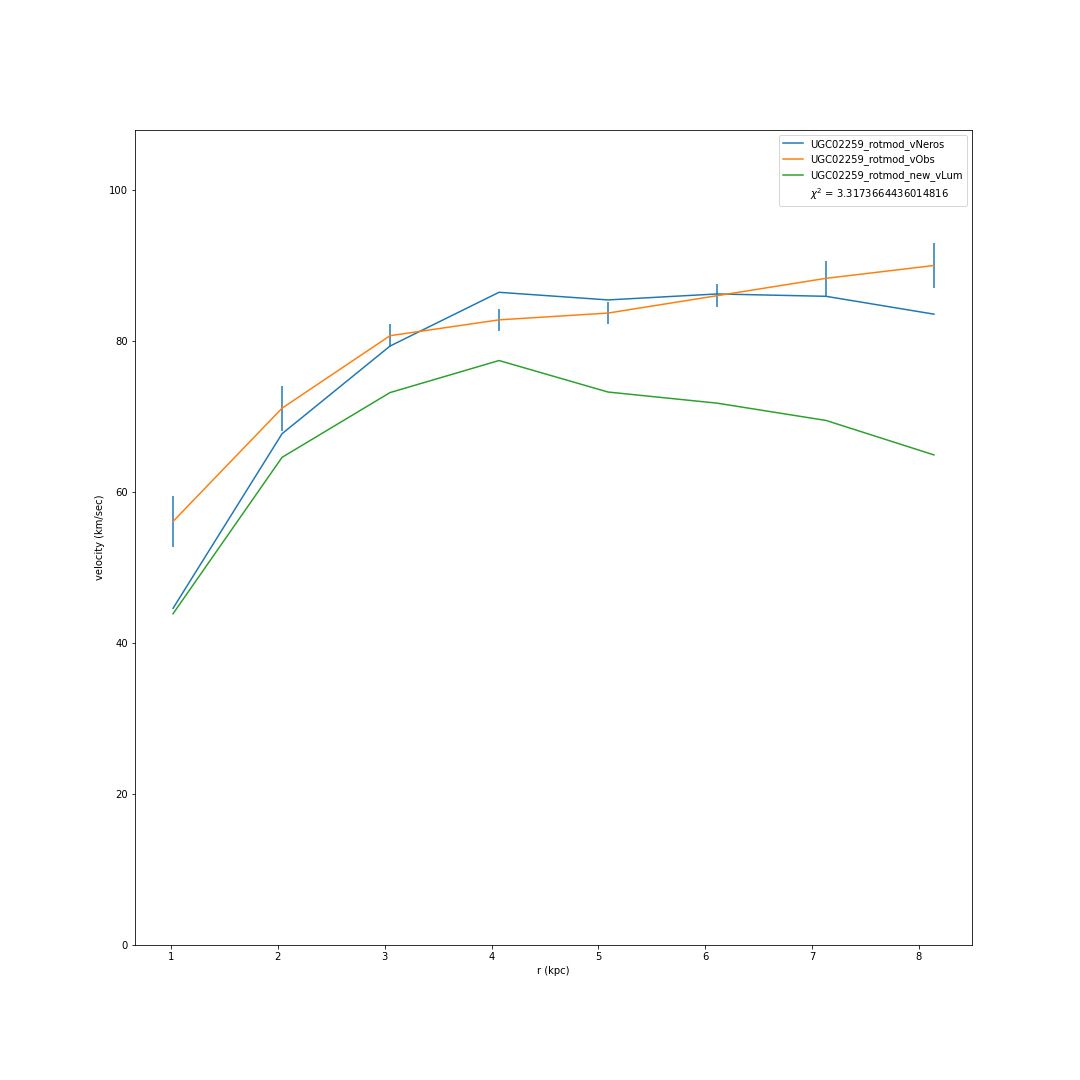 UGC02259_rotmod_vNeros
UGC02259_rotmod_vObs
UGC02259_rotmod_new_vLum
χ² = 3.3173664436014816
100
80
60
40
20
0
velocity (km/sec)
1 2 3 4 5 6 7 8
r (kpc)